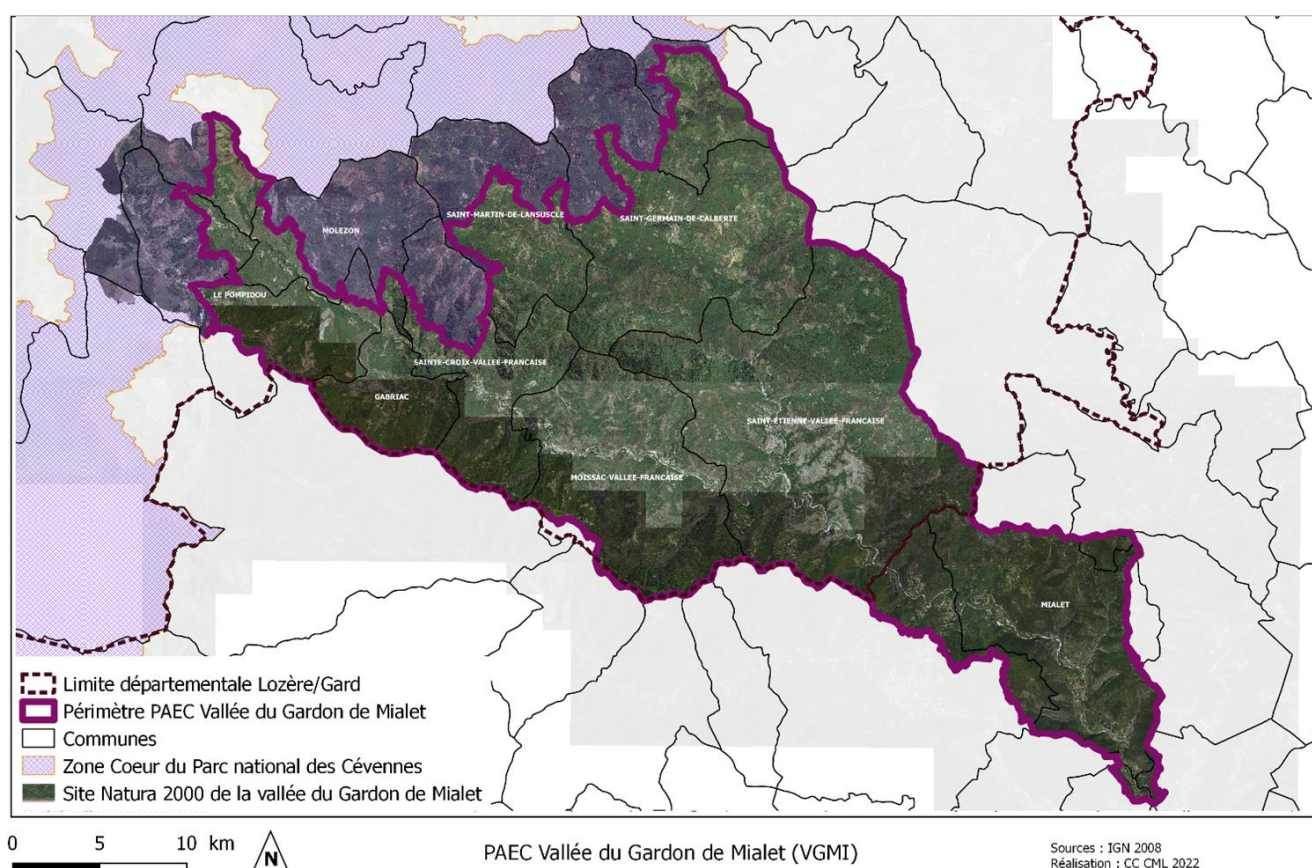 MOLEZON
SAINT-MARTIN-DE-LANSUSCLE
SAINT-GERMAIN-DE-CALBERTE
LE POMPIDOU
SAINTE-CROIX-VALLEE-FRANCAISE
GABRIAC
SAINT-ETIENNE-VALLEE-FRANCAISE
MOISSAC-VALLEE-FRANCAISE
MIALET
Limite départementale Lozère/Gard
Périmètre PAEC Vallée du Gardon de Mialet
Communes
Zone Coeur du Parc national des Cévennes
Site Natura 2000 de la vallée du Gardon de Mialet
0 5 10 km
N
PAEC Vallée du Gardon de Mialet (VGMI)
Sources : IGN 2008
Réalisation : CC CML 2022